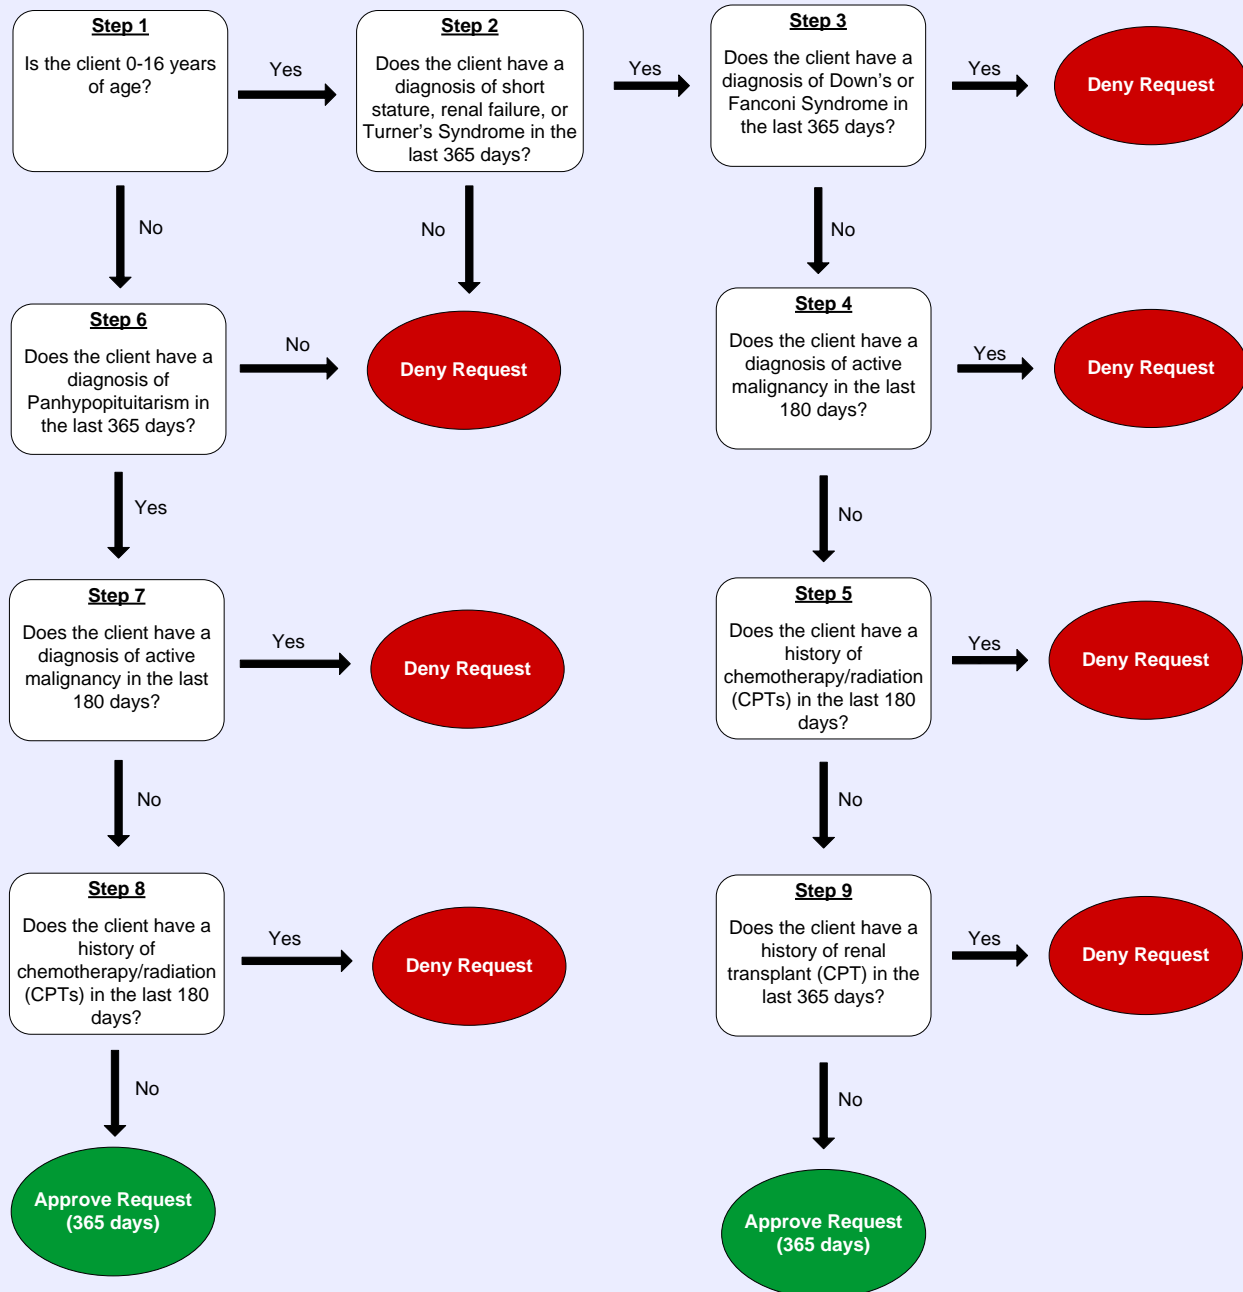 Step 1
Is the client 0-16 years
of age?
Yes
Step 2
Does the client have a
diagnosis of short
stature, renal failure, or
Turner’s Syndrome in the
last 365 days?
Yes
Step 3
Does the client have a
diagnosis of Down’s or
Fanconi Syndrome in
the last 365 days?
Yes
Deny Request
No
No
No
Step 6
Does the client have a
diagnosis of
Panhypopituitarism in
the last 365 days?
No
Deny Request
Step 4
Does the client have a
diagnosis of active
malignancy in the last
180 days?
Yes
Deny Request
Yes
No
Step 7
Does the client have a
diagnosis of active
malignancy in the last
180 days?
Yes
Deny Request
Step 5
Does the client have a
history of
chemotherapy/radiation
(CPTs) in the last 180
days?
Yes
Deny Request
No
No
Step 8
Does the client have a
history of
chemotherapy/radiation
(CPTs) in the last 180
days?
Yes
Deny Request
Step 9
Does the client have a
history of renal
transplant (CPT) in the
last 365 days?
Yes
Deny Request
No
No
Approve Request
(365 days)
Approve Request
(365 days)